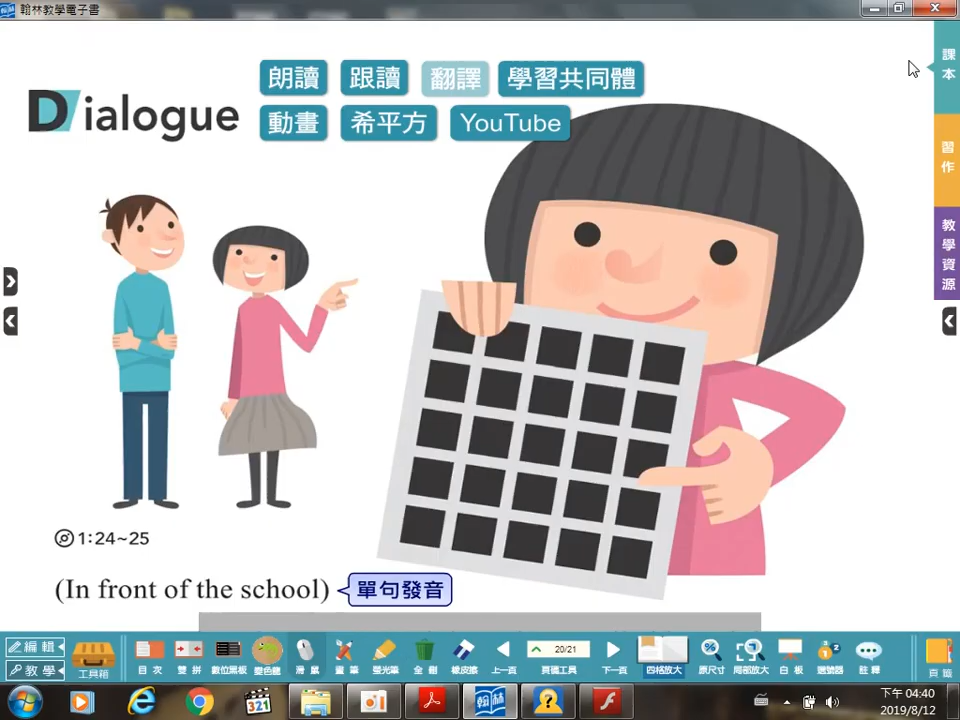 翰林教學電子書
課本
習作
教學資源
Dialogue
朗讀 跟讀 翻譯 學習共同體
動畫 希平方 YouTube
1:24~25
(In front of the school) 單句發音
編輯
教學
工具箱 目次 雙拼 數位黑板 變色龍 滑鼠 畫筆 螢光筆 全刪 橡皮擦 上一頁 20/21 頁碼工具 下一頁 四格放大 原尺寸 局部放大 白板 選號器 註釋 頁籤
321
下午 04:40
2019/8/12